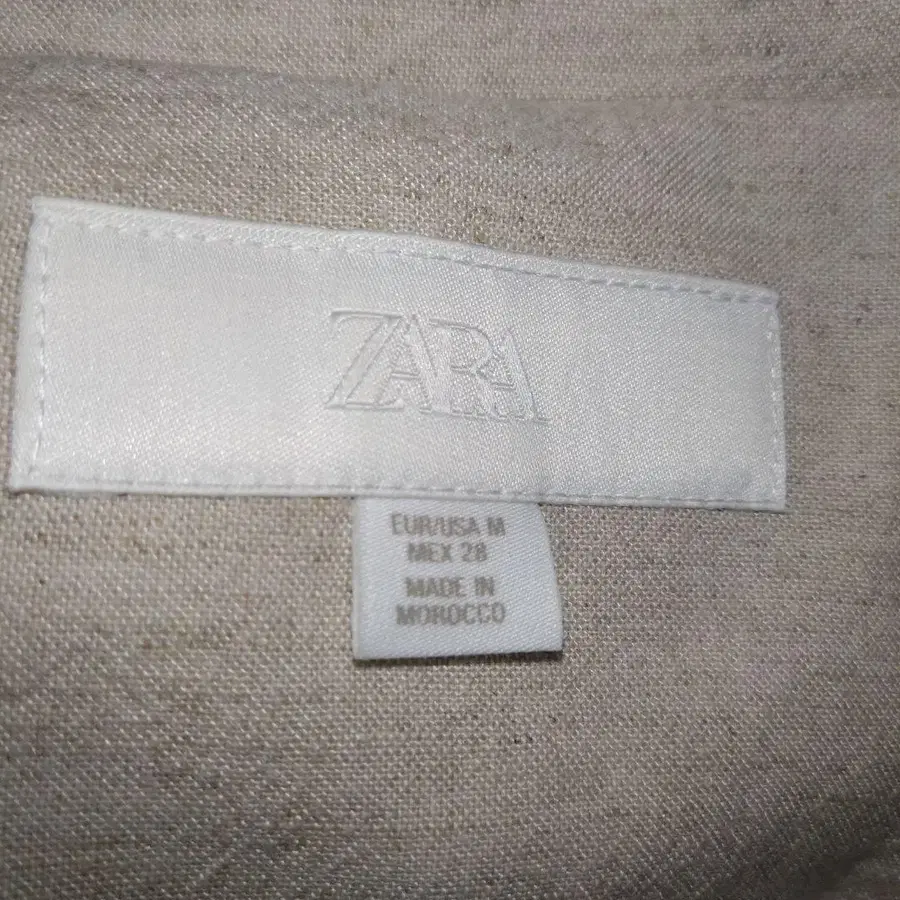 ZARA
EUR/USA M
MEX 28
MADE IN
MOROCCO